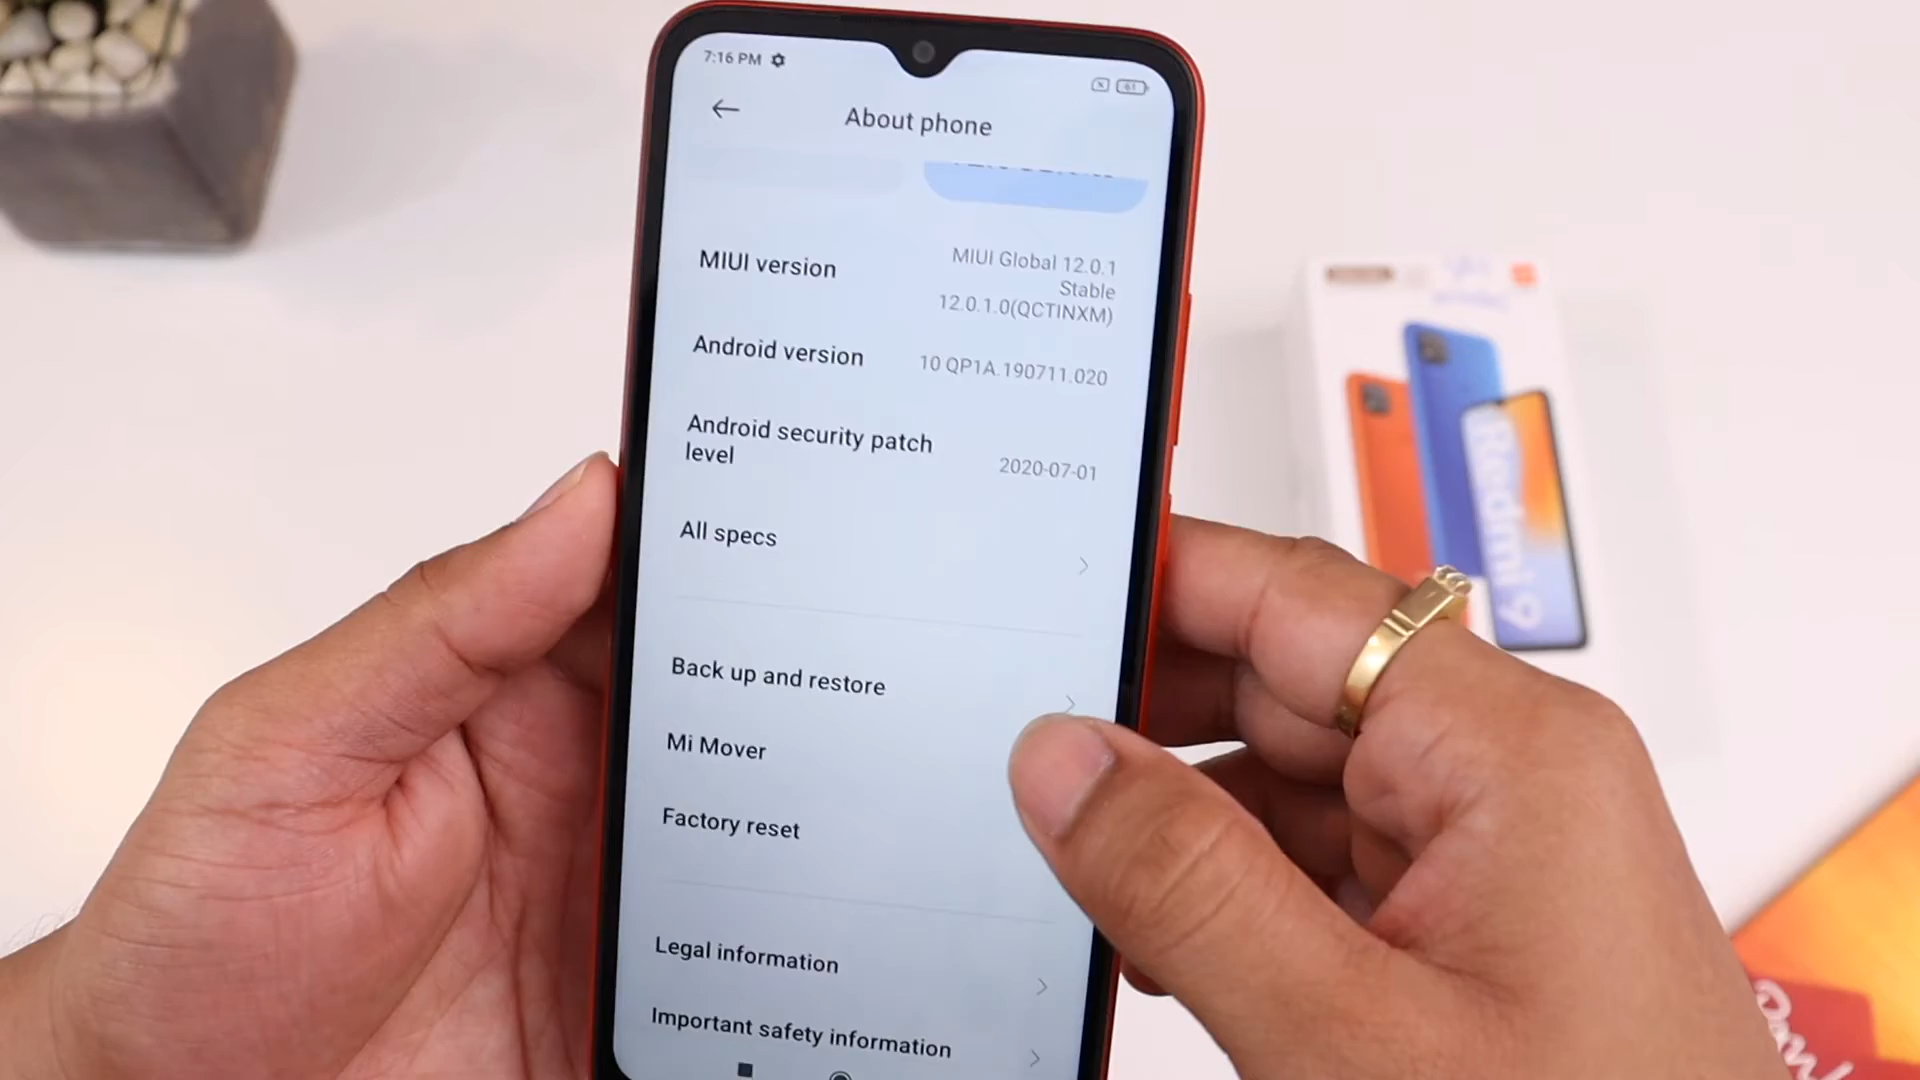 7:16 PM
61
About phone
MIUI version
MIUI Global 12.0.1
Stable
12.0.1.0(QCTINXM)
Android version
10 QP1A.190711.020
Android security patch
level
2020-07-01
All specs
Back up and restore
Mi Mover
Factory reset
Legal information
Important safety information
Redmi 9